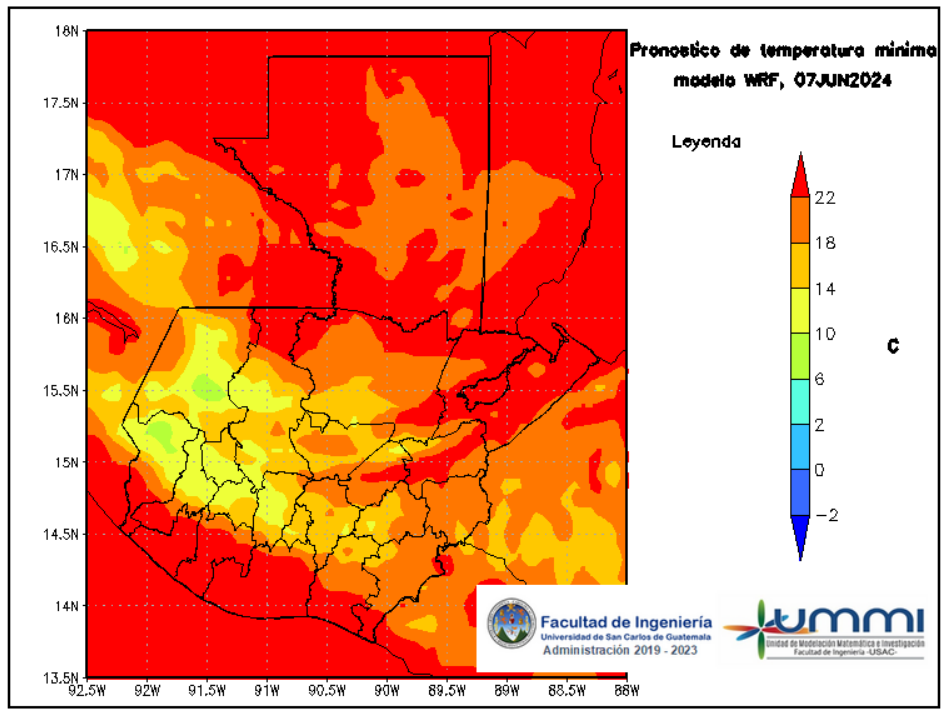 Pronostico de temperatura minima
modelo WRF, 07JUN2024
Leyenda
22
18
14
10
6
2
0
−2
C
18N
17.5N
17N
16.5N
16N
15.5N
15N
14.5N
14N
13.5N
92.5W
92W
91.5W
91W
90.5W
90W
89.5W
89W
88.5W
88W
Facultad de Ingeniería
Universidad de San Carlos de Guatemala
Administración 2019 - 2023
UMMI
Unidad de Modelación Matemática e Investigación
Facultad de Ingeniería -USAC-